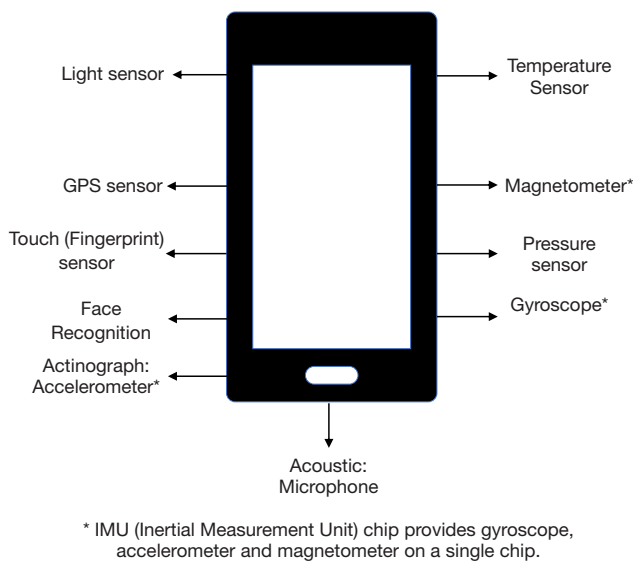 Light sensor
Temperature
Sensor
GPS sensor
Magnetometer*
Touch (Fingerprint)
sensor
Pressure
sensor
Face
Recognition
Gyroscope*
Actinograph:
Accelerometer*
Acoustic:
Microphone
* IMU (Inertial Measurement Unit) chip provides gyroscope,
accelerometer and magnetometer on a single chip.